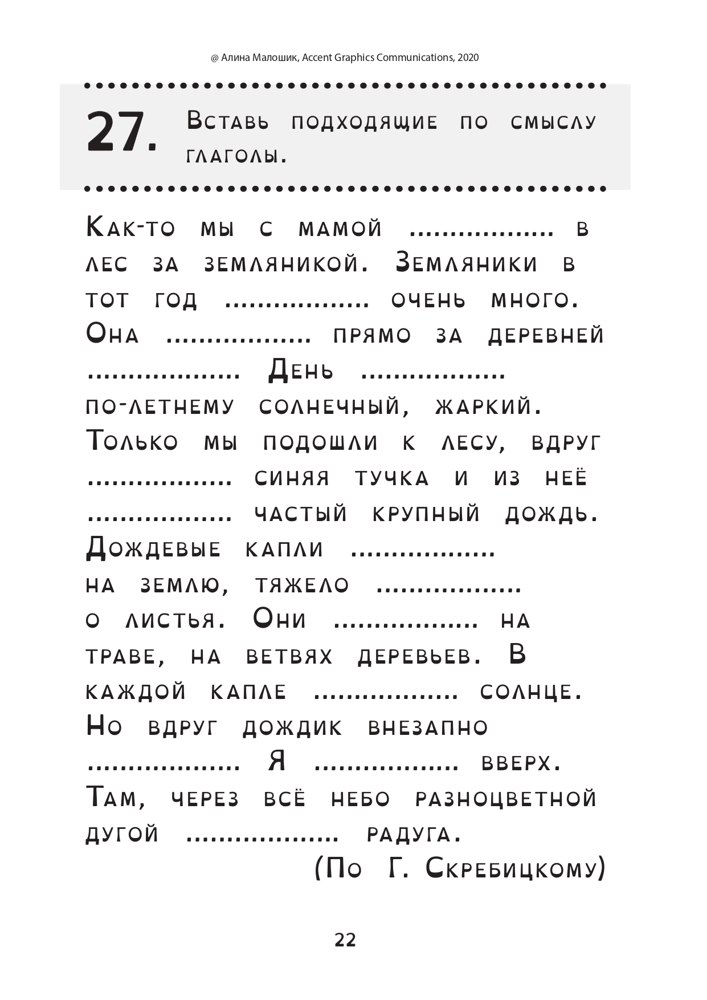 @ Алина Малошик, Accent Graphics Communications, 2020
27. Вставь подходящие по смыслу
глаголы.
Как-то мы с мамой .................. в
лес за земляникой. Земляники в
тот год .................. очень много.
Она .................. прямо за деревней
................... День ..................
по-летнему солнечный, жаркий.
Только мы подошли к лесу, вдруг
.................. синяя тучка и из неё
.................. частый крупный дождь.
Дождевые капли ..................
на землю, тяжело ..................
о листья. Они .................. на
траве, на ветвях деревьев. В
каждой капле .................. солнце.
Но вдруг дождик внезапно
................... Я .................. вверх.
Там, через всё небо разноцветной
дугой ................... радуга.
(По Г. Скребицкому)
22